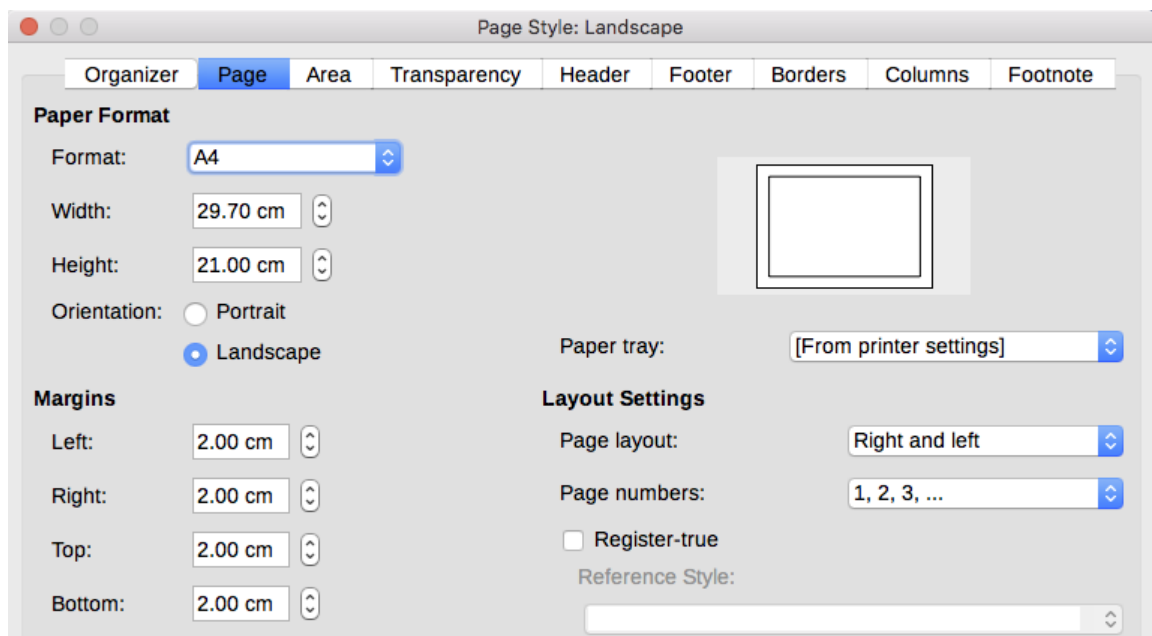 Page Style: Landscape
Organizer Page Area Transparency Header Footer Borders Columns Footnote
Paper Format
Format: A4
Width: 29.70 cm
Height: 21.00 cm
Orientation: Portrait
Landscape
Paper tray: [From printer settings]
Margins
Left: 2.00 cm
Right: 2.00 cm
Top: 2.00 cm
Bottom: 2.00 cm
Layout Settings
Page layout: Right and left
Page numbers: 1, 2, 3, ...
Register-true
Reference Style: